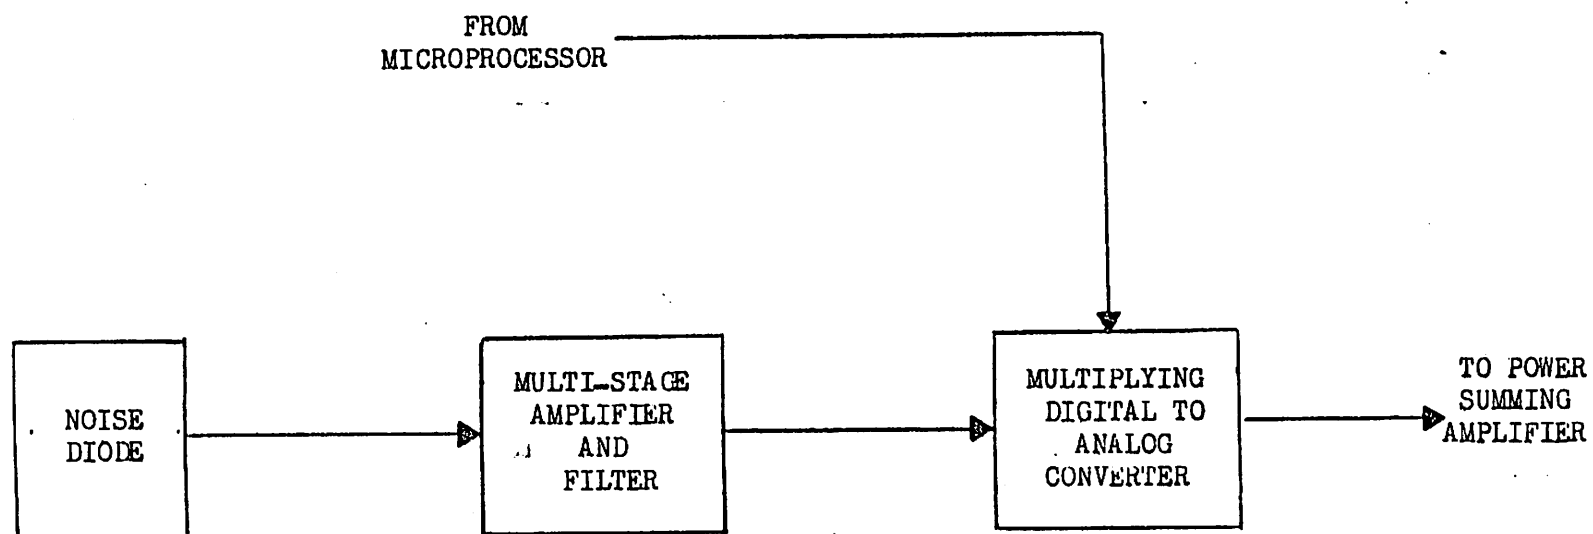 FROM
MICROPROCESSOR
NOISE
DIODE
MULTI-STAGE
AMPLIFIER
AND
FILTER
MULTIPLYING
DIGITAL TO
ANALOG
CONVERTER
TO POWER
SUMMING
AMPLIFIER